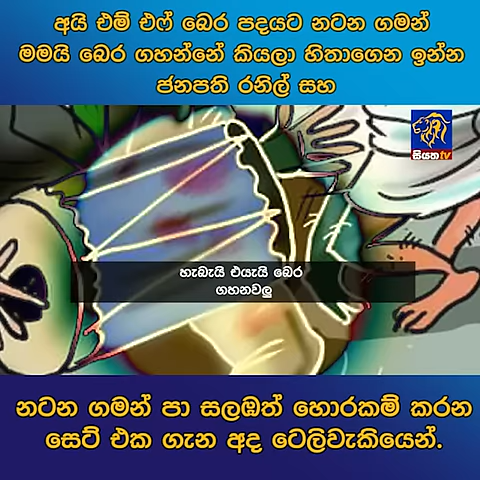 අයි එම් එෆ් බෙර පදයට නටන ගමන්
මමයි බෙර ගහන්නේ කියලා හිතාගෙන ඉන්න
ජනපති රනිල් සහ
සියත tv
හැබැයි එයැයි බෙර
ගහනවලු
නටන ගමන් පා සලඹත් හොරකම් කරන
සෙට් එක ගැන අද ටෙලිවැකියෙන්.